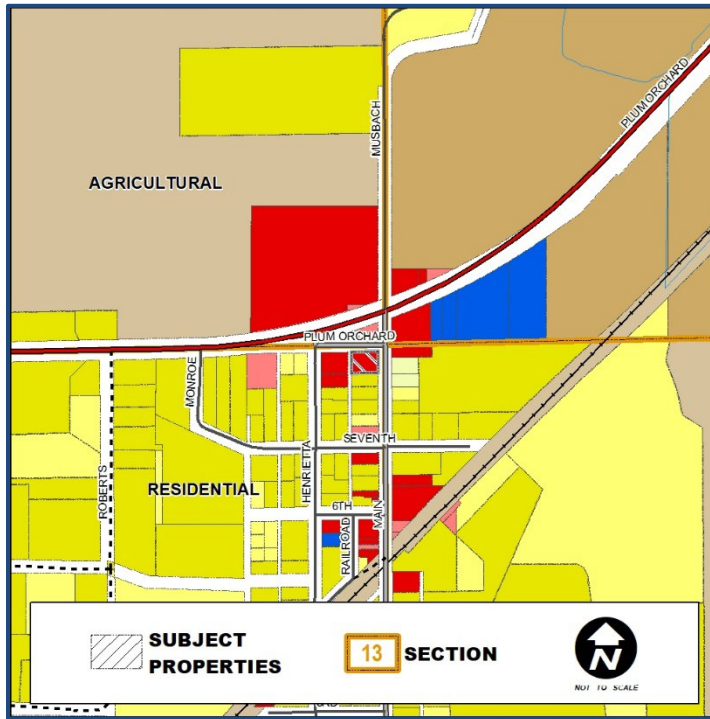 MUSBACH
PLUM ORCHARD
AGRICULTURAL
PLUM ORCHARD
MONROE
SEVENTH
HENRIETTA
ROBERTS
RESIDENTIAL
6TH
MAIN
RAILROAD
SUBJECT
PROPERTIES
13 SECTION
N
NOT TO SCALE